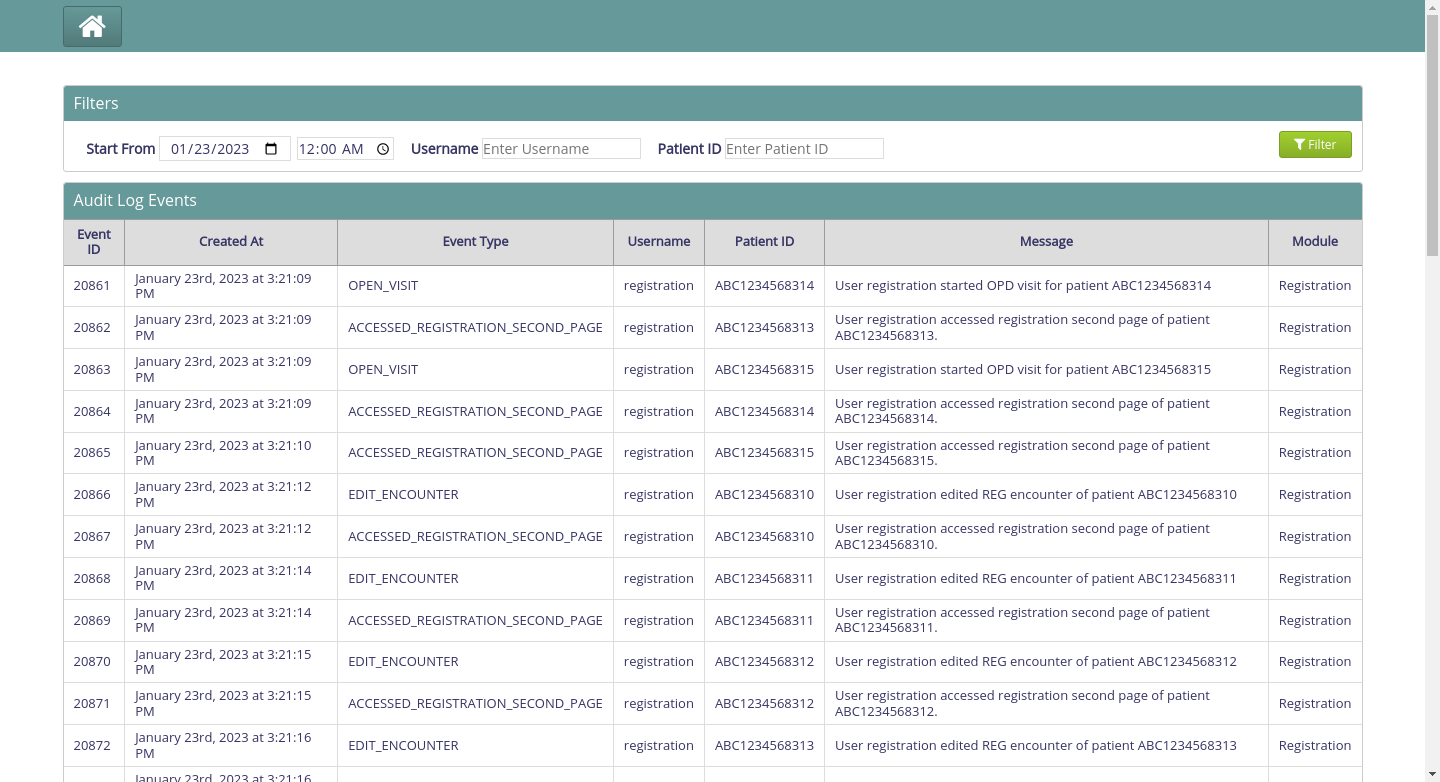 Filters
Start From 01/23/2023 12:00 AM Username Enter Username Patient ID Enter Patient ID Filter
Audit Log Events
Event ID Created At Event Type Username Patient ID Message Module
20861 January 23rd, 2023 at 3:21:09 PM OPEN_VISIT registration ABC1234568314 User registration started OPD visit for patient ABC1234568314 Registration
20862 January 23rd, 2023 at 3:21:09 PM ACCESSED_REGISTRATION_SECOND_PAGE registration ABC1234568313 User registration accessed registration second page of patient ABC1234568313. Registration
20863 January 23rd, 2023 at 3:21:09 PM OPEN_VISIT registration ABC1234568315 User registration started OPD visit for patient ABC1234568315 Registration
20864 January 23rd, 2023 at 3:21:09 PM ACCESSED_REGISTRATION_SECOND_PAGE registration ABC1234568314 User registration accessed registration second page of patient ABC1234568314. Registration
20865 January 23rd, 2023 at 3:21:10 PM ACCESSED_REGISTRATION_SECOND_PAGE registration ABC1234568315 User registration accessed registration second page of patient ABC1234568315. Registration
20866 January 23rd, 2023 at 3:21:12 PM EDIT_ENCOUNTER registration ABC1234568310 User registration edited REG encounter of patient ABC1234568310 Registration
20867 January 23rd, 2023 at 3:21:12 PM ACCESSED_REGISTRATION_SECOND_PAGE registration ABC1234568310 User registration accessed registration second page of patient ABC1234568310. Registration
20868 January 23rd, 2023 at 3:21:14 PM EDIT_ENCOUNTER registration ABC1234568311 User registration edited REG encounter of patient ABC1234568311 Registration
20869 January 23rd, 2023 at 3:21:14 PM ACCESSED_REGISTRATION_SECOND_PAGE registration ABC1234568311 User registration accessed registration second page of patient ABC1234568311. Registration
20870 January 23rd, 2023 at 3:21:15 PM EDIT_ENCOUNTER registration ABC1234568312 User registration edited REG encounter of patient ABC1234568312 Registration
20871 January 23rd, 2023 at 3:21:15 PM ACCESSED_REGISTRATION_SECOND_PAGE registration ABC1234568312 User registration accessed registration second page of patient ABC1234568312. Registration
20872 January 23rd, 2023 at 3:21:16 PM EDIT_ENCOUNTER registration ABC1234568313 User registration edited REG encounter of patient ABC1234568313 Registration
January 23rd, 2023 at 3:21:16